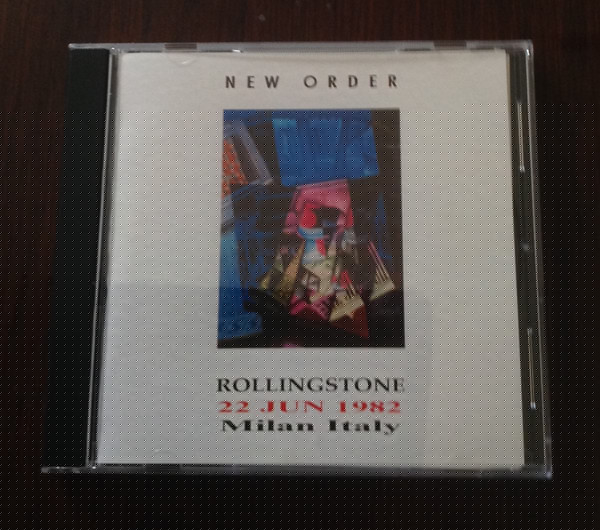 NEW ORDER
ROLLINGSTONE
22 JUN 1982
Milan Italy